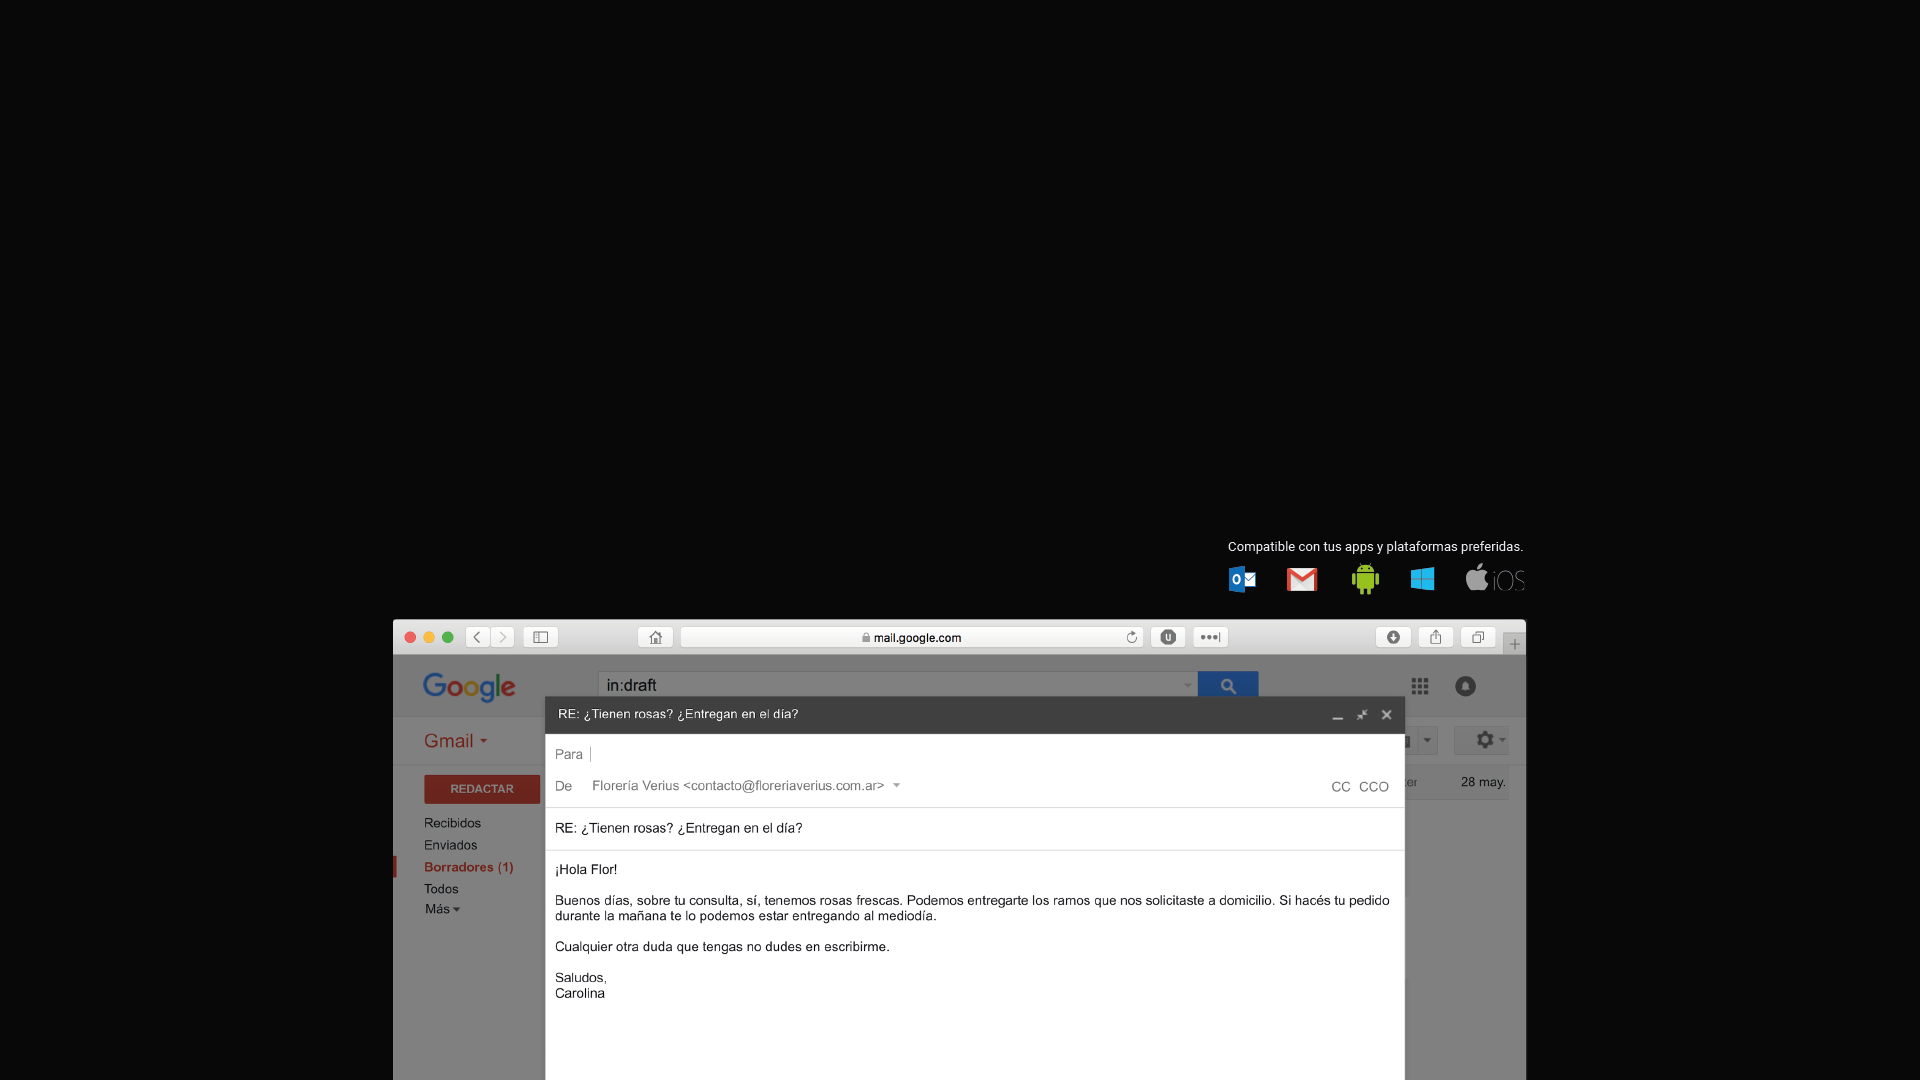 Compatible con tus apps y plataformas preferidas.
iOS
mail.google.com
Google
in:draft
RE: ¿Tienen rosas? ¿Entregan en el día?
Gmail
Para
De Florería Verius <contacto@floreriaverius.com.ar>
CC CCO
28 may.
REDACTAR
Recibidos
Enviados
Borradores (1)
Todos
Más
RE: ¿Tienen rosas? ¿Entregan en el día?
¡Hola Flor!
Buenos días, sobre tu consulta, sí, tenemos rosas frescas. Podemos entregarte los ramos que nos solicitaste a domicilio. Si hacés tu pedido
durante la mañana te lo podemos estar entregando al mediodía.
Cualquier otra duda que tengas no dudes en escribirme.
Saludos,
Carolina